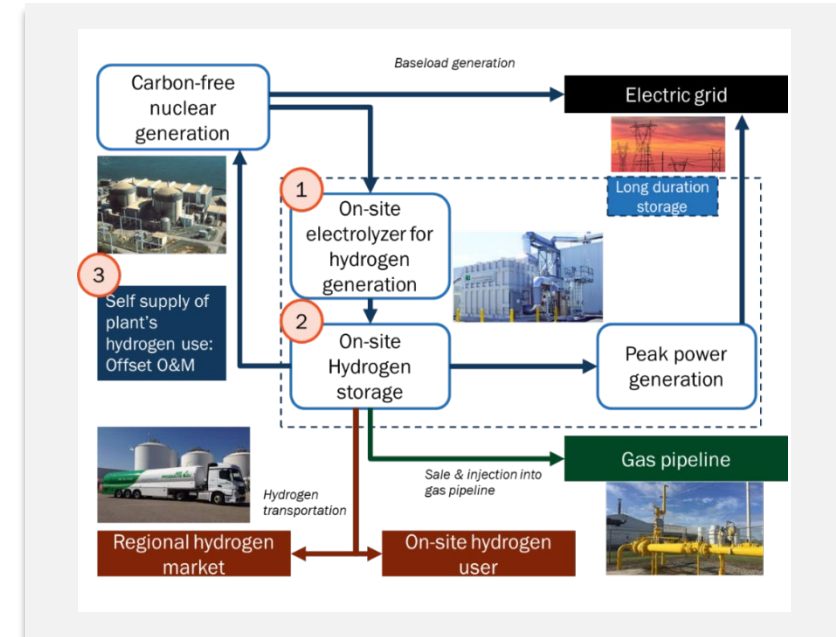 Baseload generation
Carbon-free
nuclear
generation
Electric grid
Long duration
storage
1
On-site
electrolyzer for
hydrogen
generation
3
Self supply of
plant's
hydrogen use:
Offset O&M
2
On-site
Hydrogen
storage
Peak power
generation
Gas pipeline
Sale & injection into
gas pipeline
Hydrogen
transportation
Regional hydrogen
market
On-site hydrogen
user